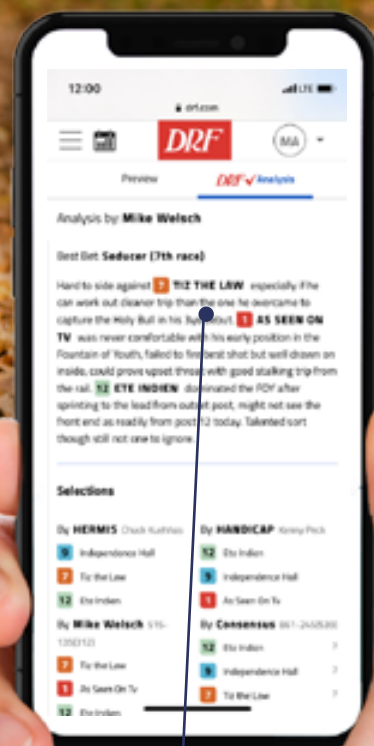 12:00
LTE
drf.com
DRF
MA
Preview
DRF Analysis
Analysis by Mike Welsch
Best Bet Seducer (7th race)
Hard to side against 7 TIZ THE LAW especially if he
can work out cleaner trip than the one he overcame to
capture the Holy Bull in his 3yo debut. 1 AS SEEN ON
TV was never comfortable with his early position in the
Fountain of Youth, failed to fire best shot but well drawn on
inside, could prove upset threat with good stalking trip from
the rail. 12 ETE INDIEN dominated the FOY after
sprinting to the lead from outset post, might not see the
front end as readily from post 12 today. Talented sort
though still not one to ignore.
Selections
By HERMIS Chuck Kuehhas
9 Independence Hall
7 Tiz the Law
12 Ete Indien
By HANDICAP Kenny Peck
12 Ete Indien
9 Independence Hall
1 As Seen On Tv
By Mike Welsch
7 Tiz the Law
1 As Seen On Tv
12 Ete Indien
By Consensus
12 Ete Indien
9 Independence Hall
7 Tiz the Law